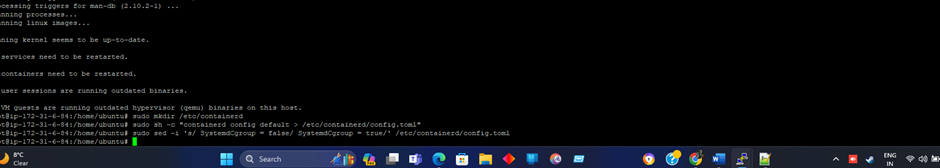 ocessing triggers for man-db (2.10.2-1) ...
nning processes...
nning linux images...
ning kernel seems to be up-to-date.
services need to be restarted.
containers need to be restarted.
user sessions are running outdated binaries.
VM guests are running outdated hypervisor (qemu) binaries on this host.
t@ip-172-31-6-84:/home/ubuntu# sudo mkdir /etc/containerd
t@ip-172-31-6-84:/home/ubuntu# sudo sh -c "containerd config default > /etc/containerd/config.toml"
t@ip-172-31-6-84:/home/ubuntu# sudo sed -i 's/ SystemdCgroup = false/ SystemdCgroup = true/' /etc/containerd/config.toml
t@ip-172-31-6-84:/home/ubuntu#
8°C
Clear
Search
ENG
IN